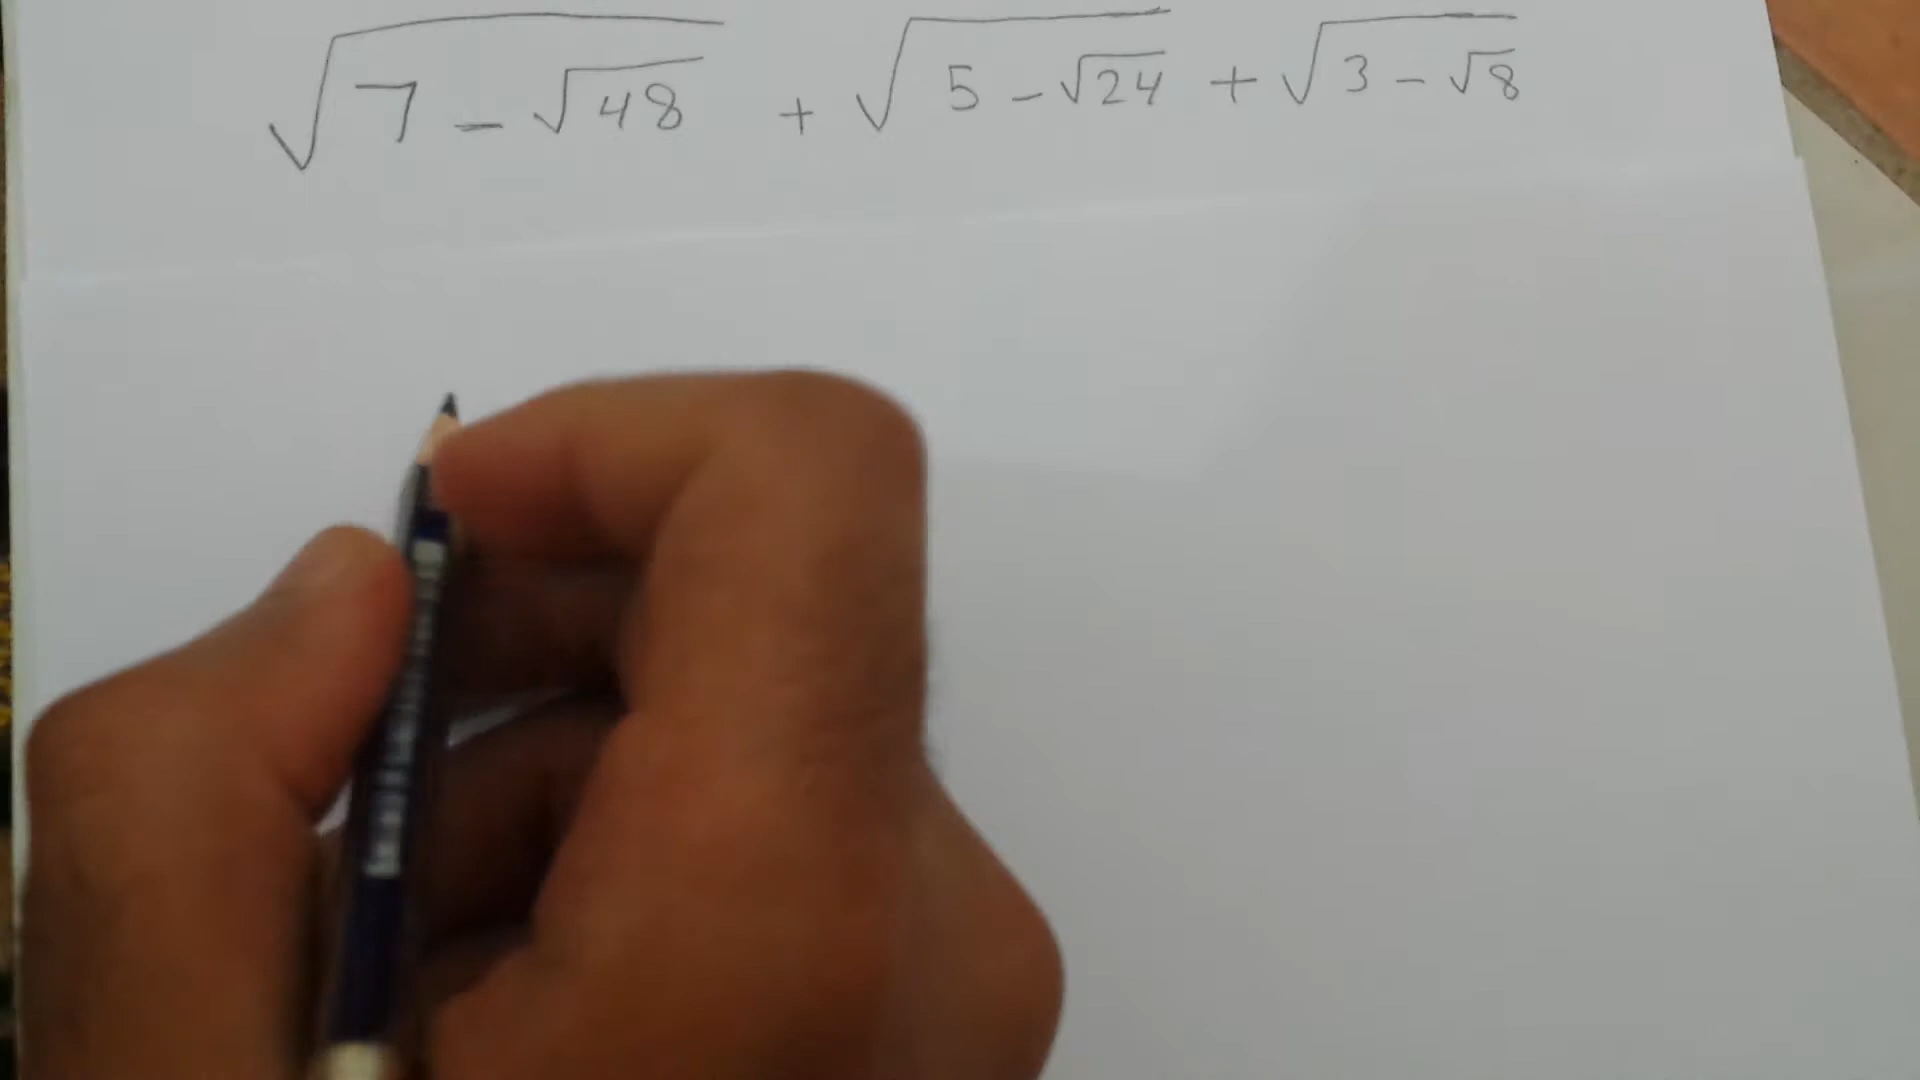 √(7 - √48) + √(5 - √24) + √(3 - √8)